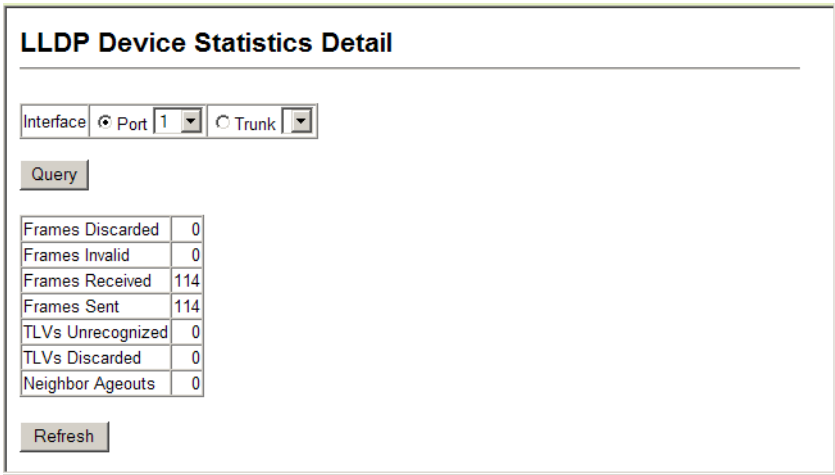 LLDP Device Statistics Detail
Interface Port 1 Trunk
Query
Frames Discarded 0
Frames Invalid 0
Frames Received 114
Frames Sent 114
TLVs Unrecognized 0
TLVs Discarded 0
Neighbor Ageouts 0
Refresh